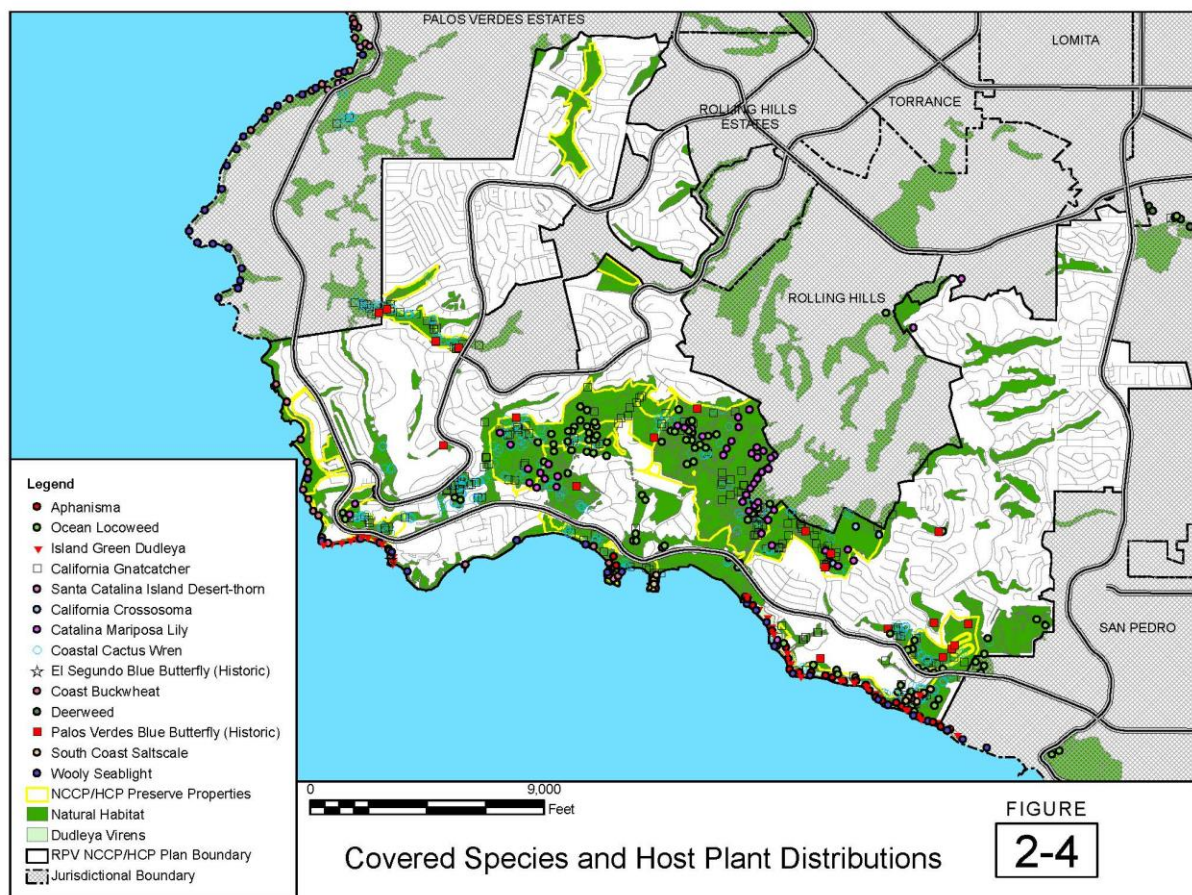 PALOS VERDES ESTATES
LOMITA
TORRANCE
ROLLING HILLS
ESTATES
ROLLING HILLS
SAN PEDRO
Legend
Aphanisma
Ocean Locoweed
Island Green Dudleya
California Gnatcatcher
Santa Catalina Island Desert-thorn
California Crossosoma
Catalina Mariposa Lily
Coastal Cactus Wren
El Segundo Blue Butterfly (Historic)
Coast Buckwheat
Deerweed
Palos Verdes Blue Butterfly (Historic)
South Coast Saltscale
Wooly Seablight
NCCP/HCP Preserve Properties
Natural Habitat
Dudleya Virens
RPV NCCP/HCP Plan Boundary
Jurisdictional Boundary
0 9,000
Feet
Covered Species and Host Plant Distributions
FIGURE
2-4